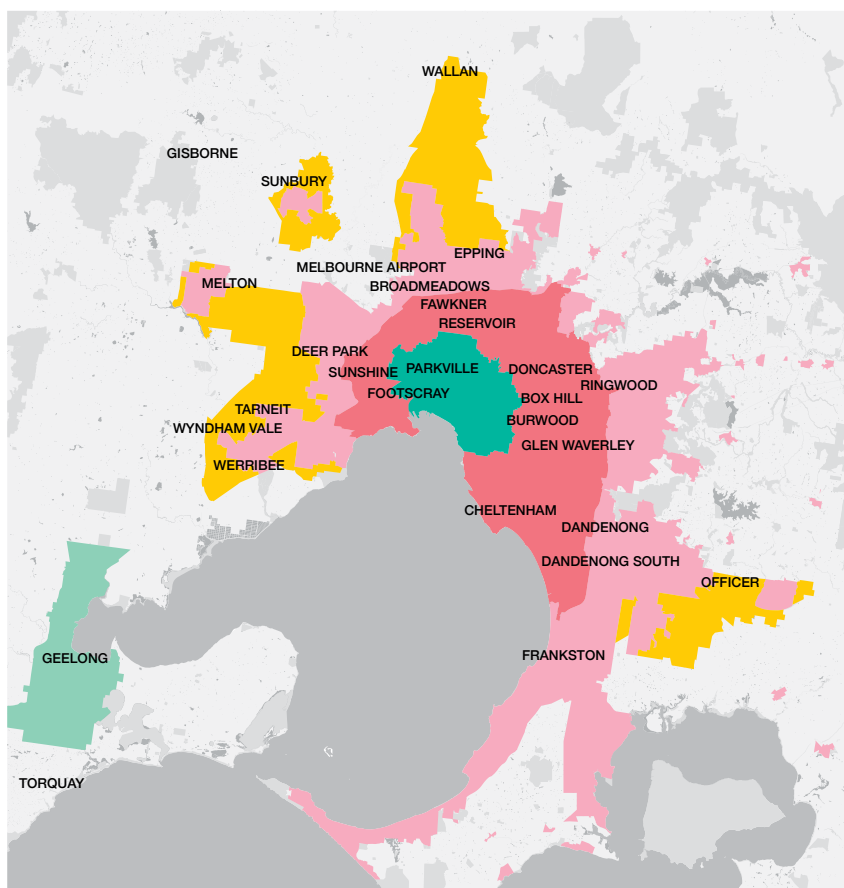 WALLAN
GISBORNE
SUNBURY
EPPING
MELBOURNE AIRPORT
MELTON
BROADMEADOWS
FAWKNER
RESERVOIR
DEER PARK
SUNSHINE
PARKVILLE
DONCASTER
RINGWOOD
FOOTSCRAY
BOX HILL
TARNEIT
BURWOOD
WYNDHAM VALE
GLEN WAVERLEY
WERRIBEE
CHELTENHAM
DANDENONG
DANDENONG SOUTH
OFFICER
GEELONG
FRANKSTON
TORQUAY